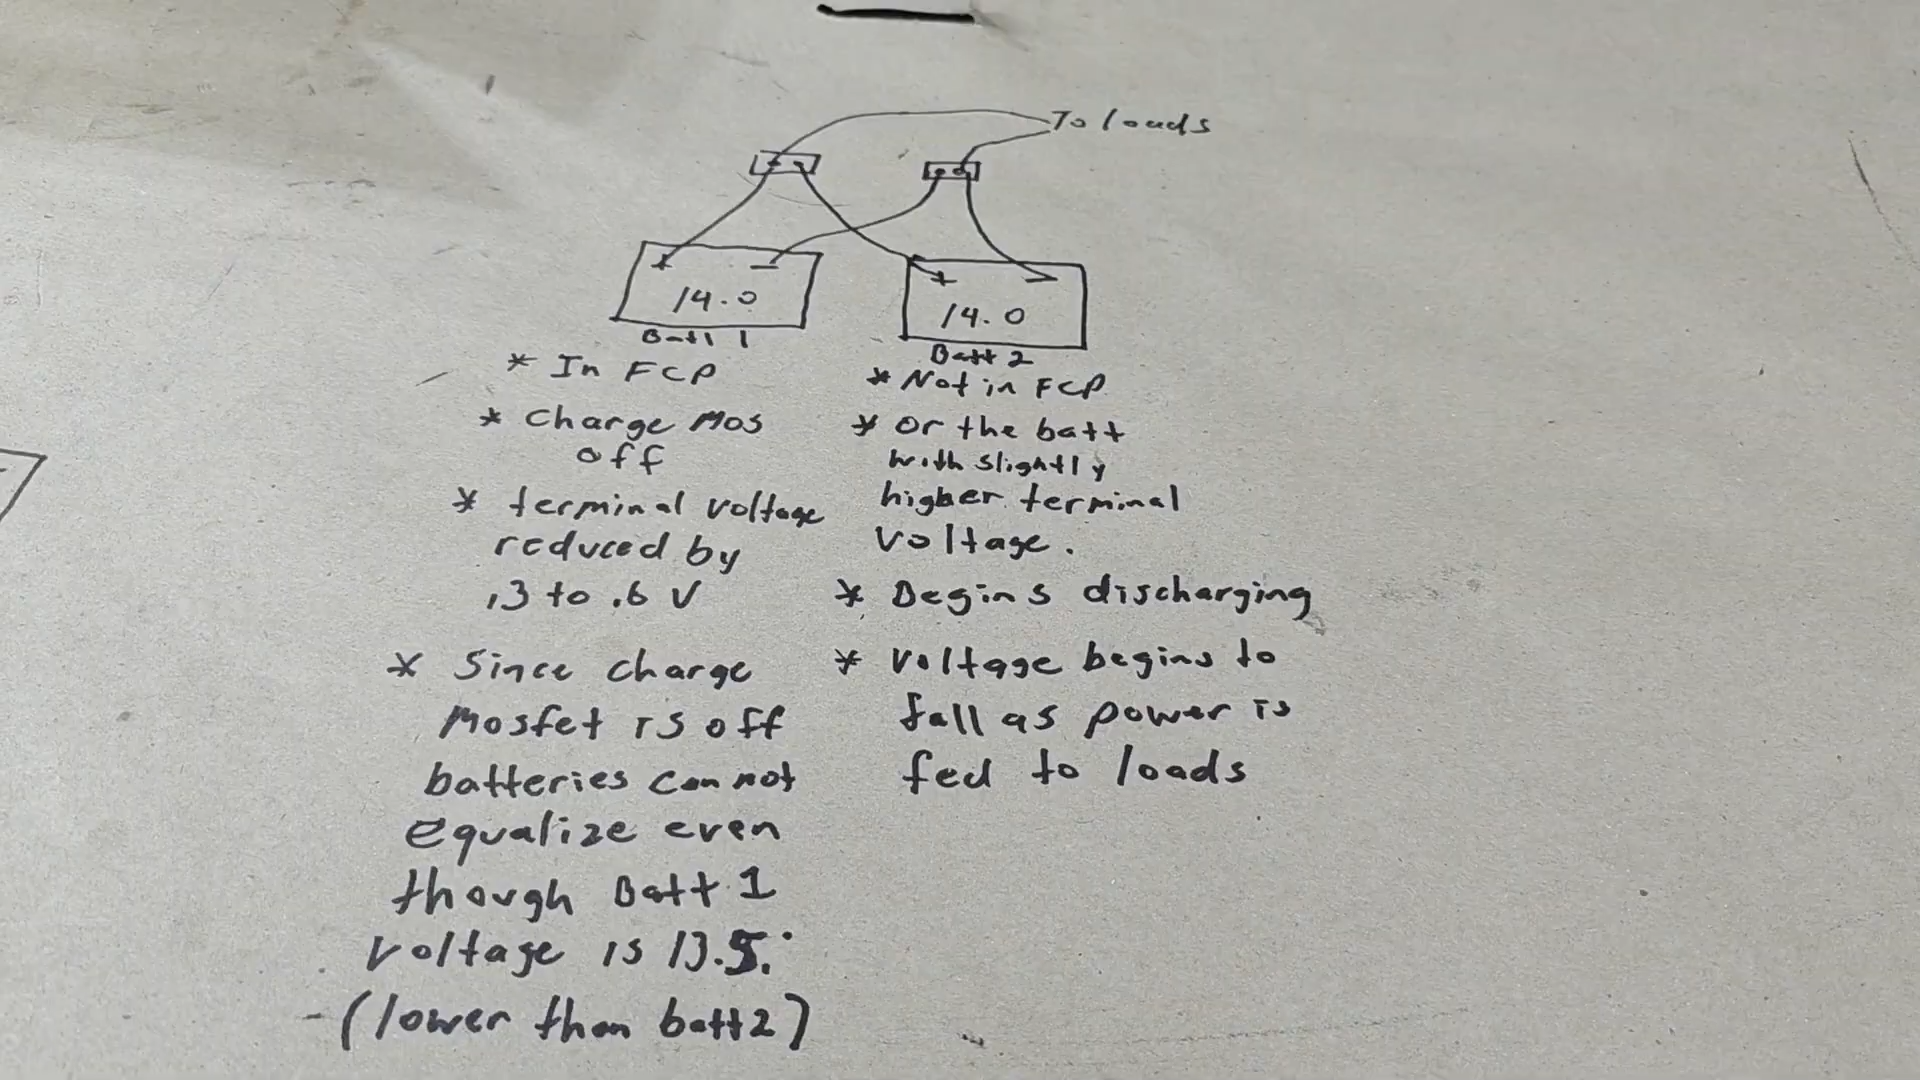 To loads
+ -
14.0
Batt 1
* In FCP
* Charge Mos
off
* terminal voltage
reduced by
.3 to .6 V
* Since charge
Mosfet is off
batteries can not
equalize even
though Batt 1
voltage is 13.5.
(lower than batt 2)
+ -
14.0
Batt 2
* Not in FCP
* Or the batt
with slightly
higher terminal
voltage.
* Begins discharging
* Voltage begins to
fall as power is
fed to loads